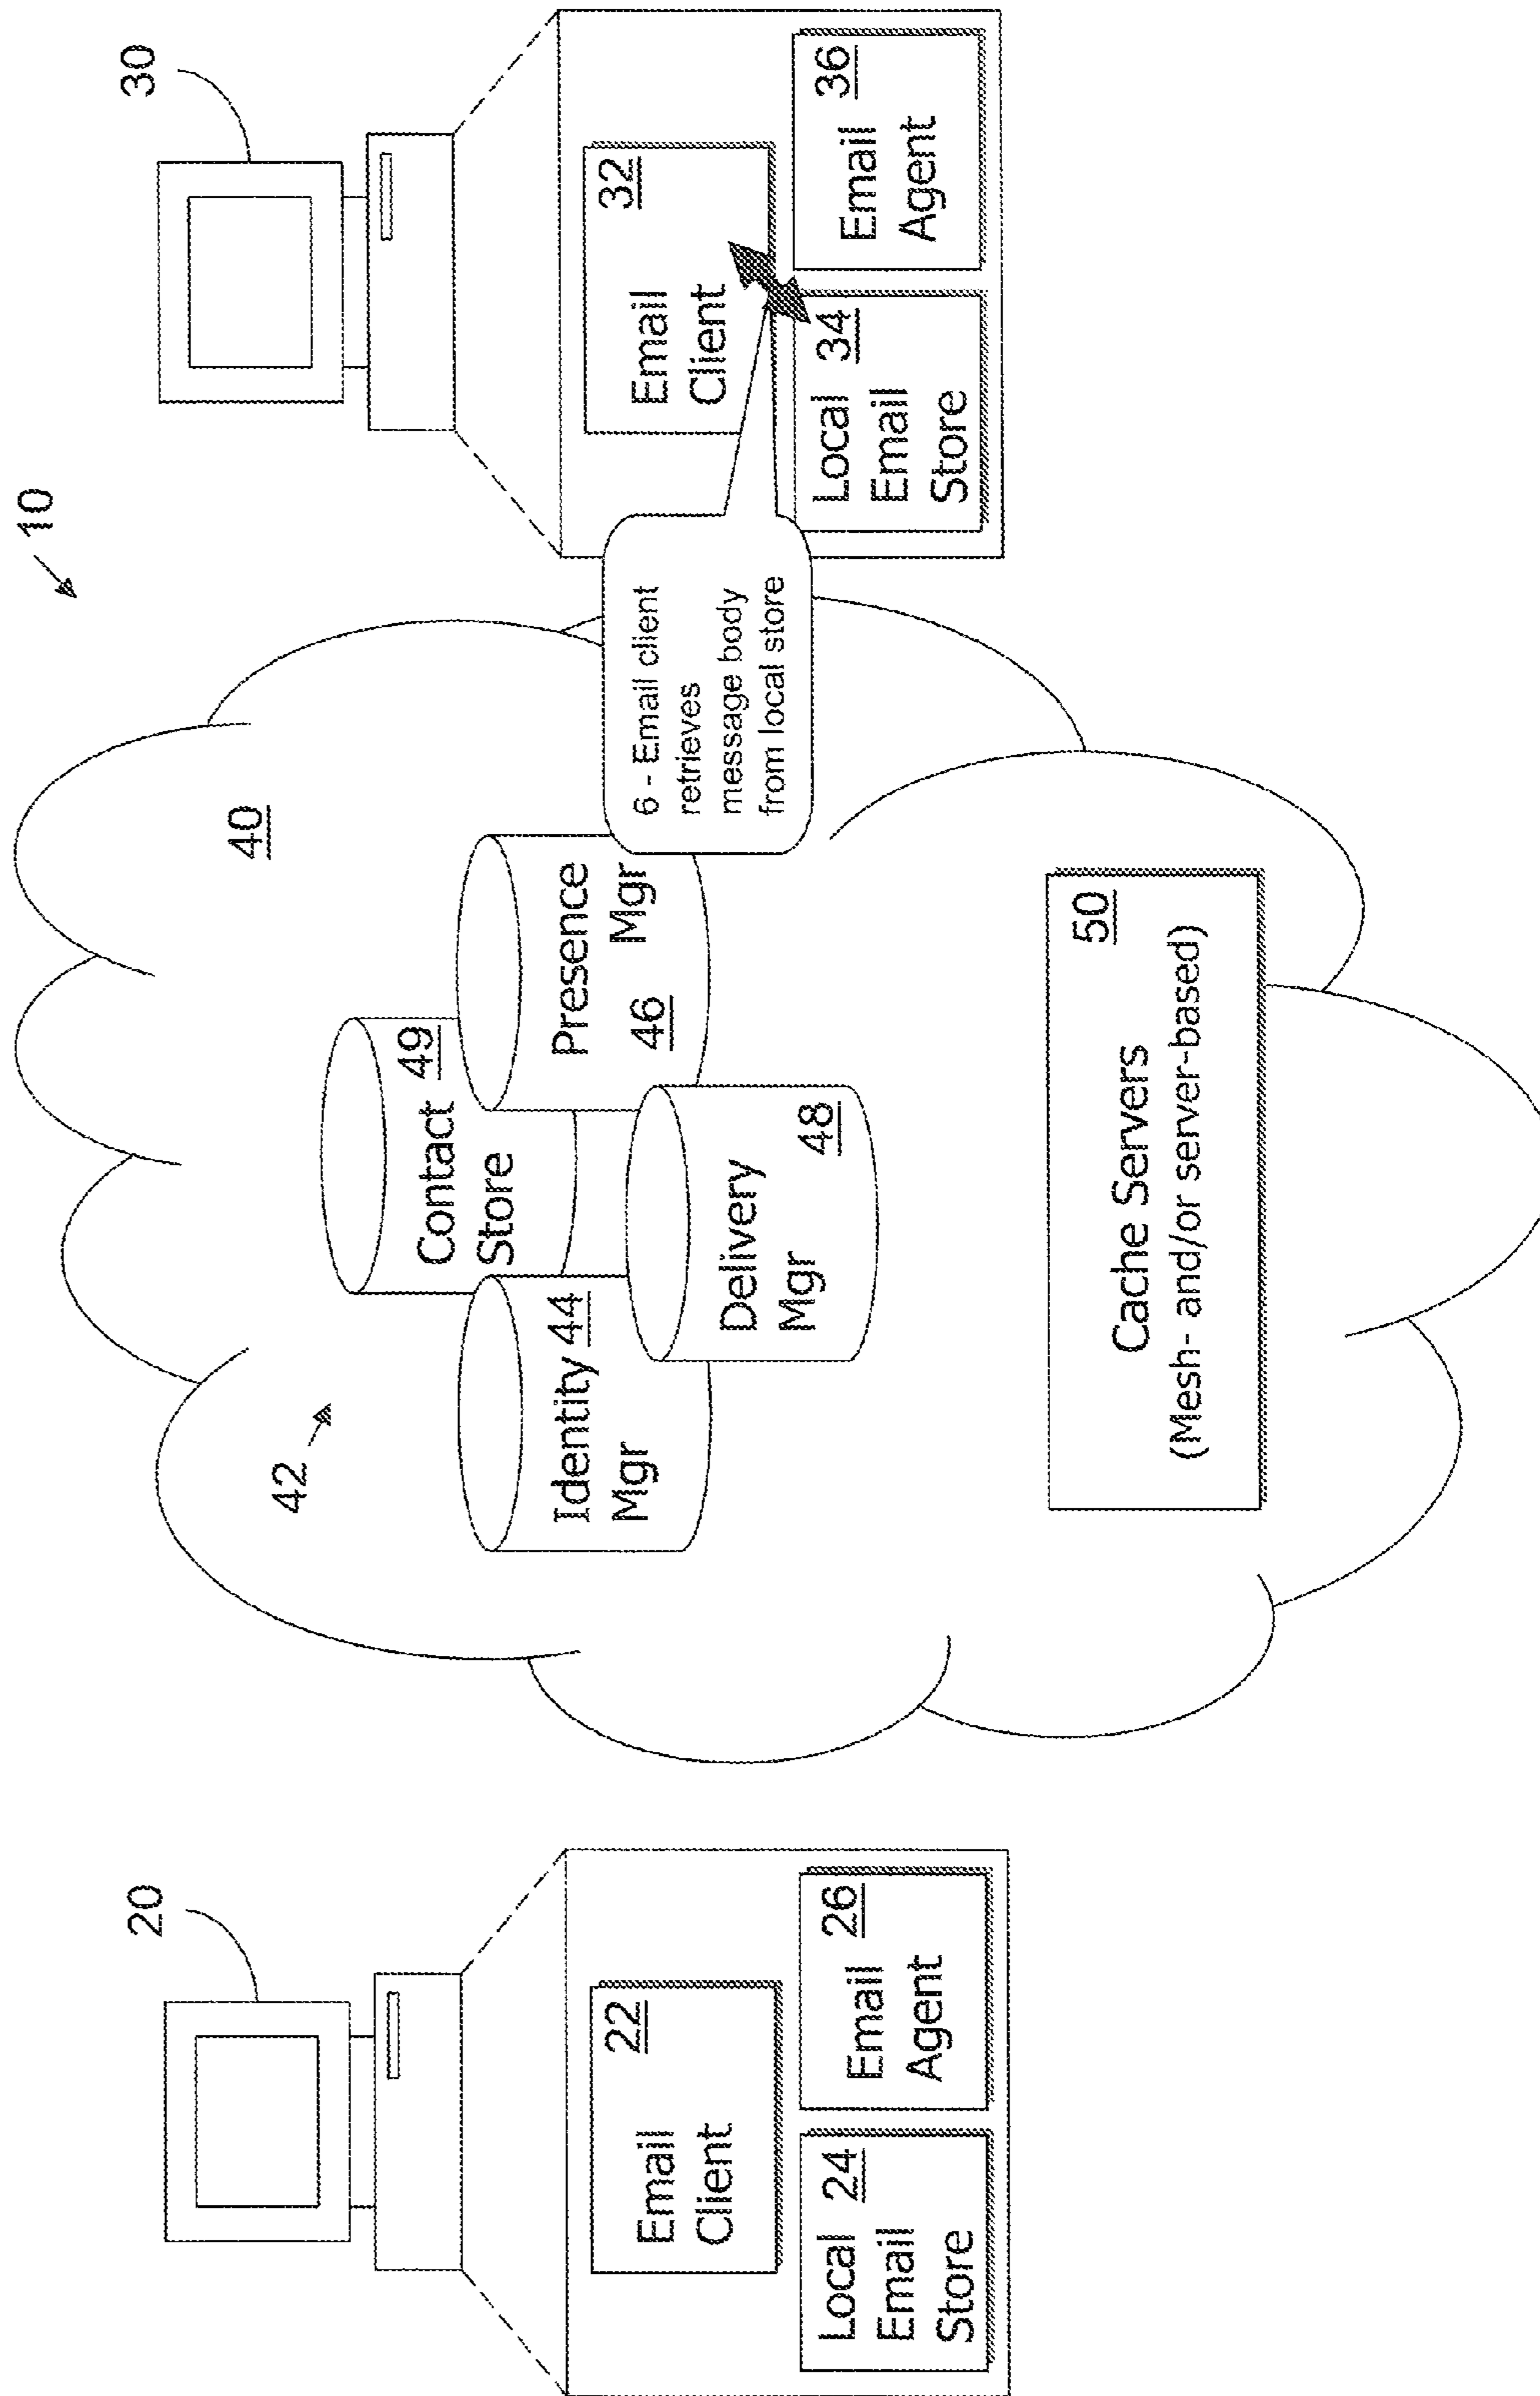 10
20
22
Email
Client
Local 24
Email
Store
26
Email
Agent
40
42
Contact 49
Store
Identity 44
Mgr
Presence
46 Mgr
Delivery
Mgr 48
50
Cache Servers
(Mesh- and/or server-based)
6 - Email client
retrieves
message body
from local store
30
32
Email
Client
Local 34
Email
Store
36
Email
Agent